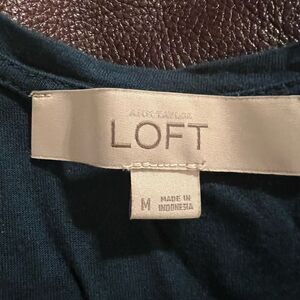 ANN TAYLOR
LOFT
M
MADE IN
INDONESIA